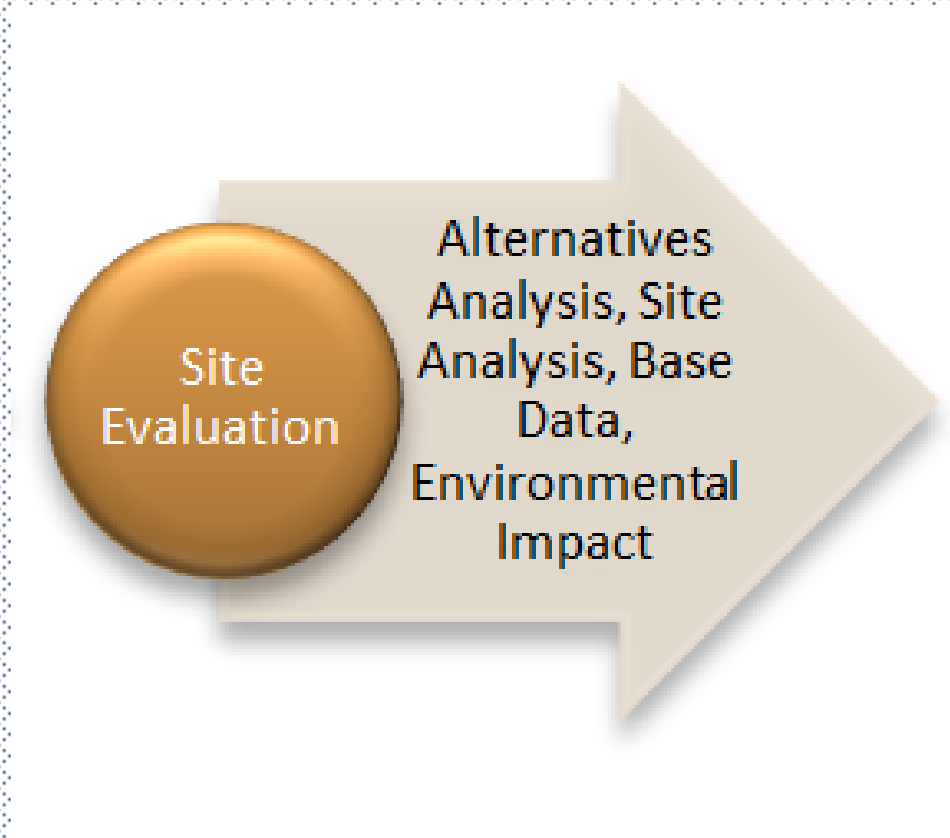 Site
Evaluation
Alternatives
Analysis, Site
Analysis, Base
Data,
Environmental
Impact